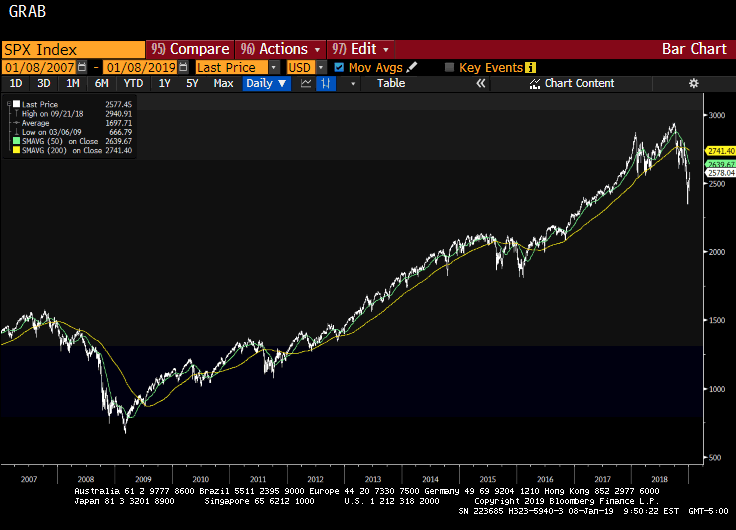 GRAB
SPX Index 95) Compare 96) Actions 97) Edit Bar Chart
01/08/2007 - 01/08/2019 Last Price USD Mov Avgs Key Events i
1D 3D 1M 6M YTD 1Y 5Y Max Daily ▼ Table « Chart Content
Last Price 2577.45
High on 09/21/18 2940.91
Average 1697.71
Low on 03/06/09 666.79
SMAVG (50) on Close 2639.67
SMAVG (200) on Close 2741.40
3000
2741.40
2639.67
2578.04
2500
2000
1500
1000
500
2007 2008 2009 2010 2011 2012 2013 2014 2015 2016 2017 2018
Australia 61 2 9777 8600 Brazil 5511 2395 9000 Europe 44 20 7330 7500 Germany 49 69 9204 1210 Hong Kong 852 2977 6000
Japan 81 3 3201 8900 Singapore 65 6212 1000 U.S. 1 212 318 2000 Copyright 2019 Bloomberg Finance L.P.
SN 223685 H323-5940-3 08-Jan-19 9:50:22 EST GMT-5:00